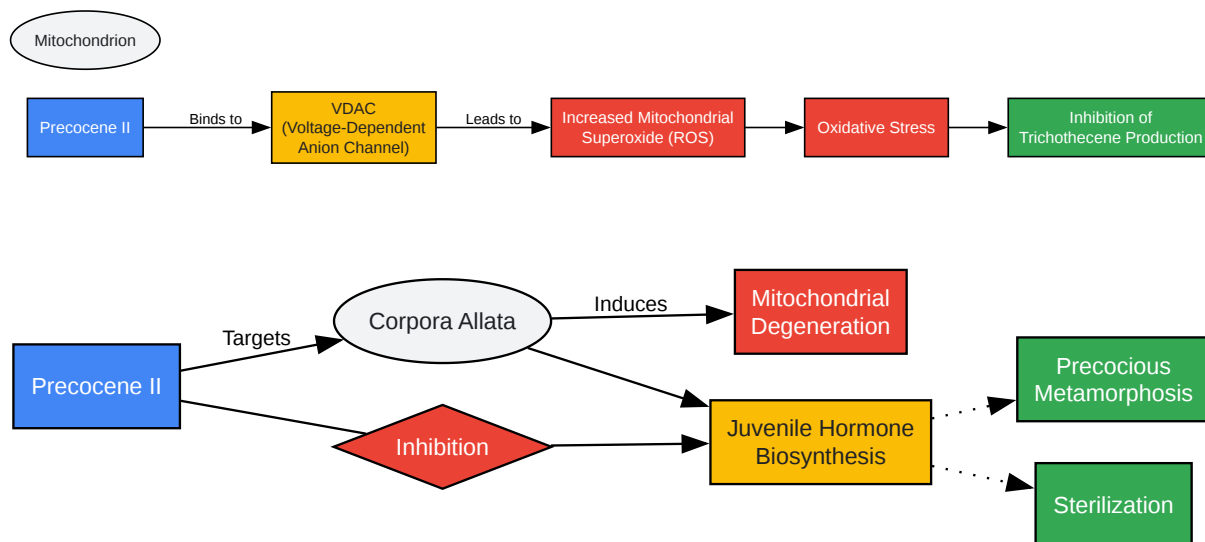 Mitochondrion
Precocene II
Binds to
VDAC
(Voltage-Dependent
Anion Channel)
Leads to
Increased Mitochondrial
Superoxide (ROS)
Oxidative Stress
Inhibition of
Trichothecene Production
Precocene II
Targets
Corpora Allata
Induces
Mitochondrial
Degeneration
Inhibition
Juvenile Hormone
Biosynthesis
Precocious
Metamorphosis
Sterilization